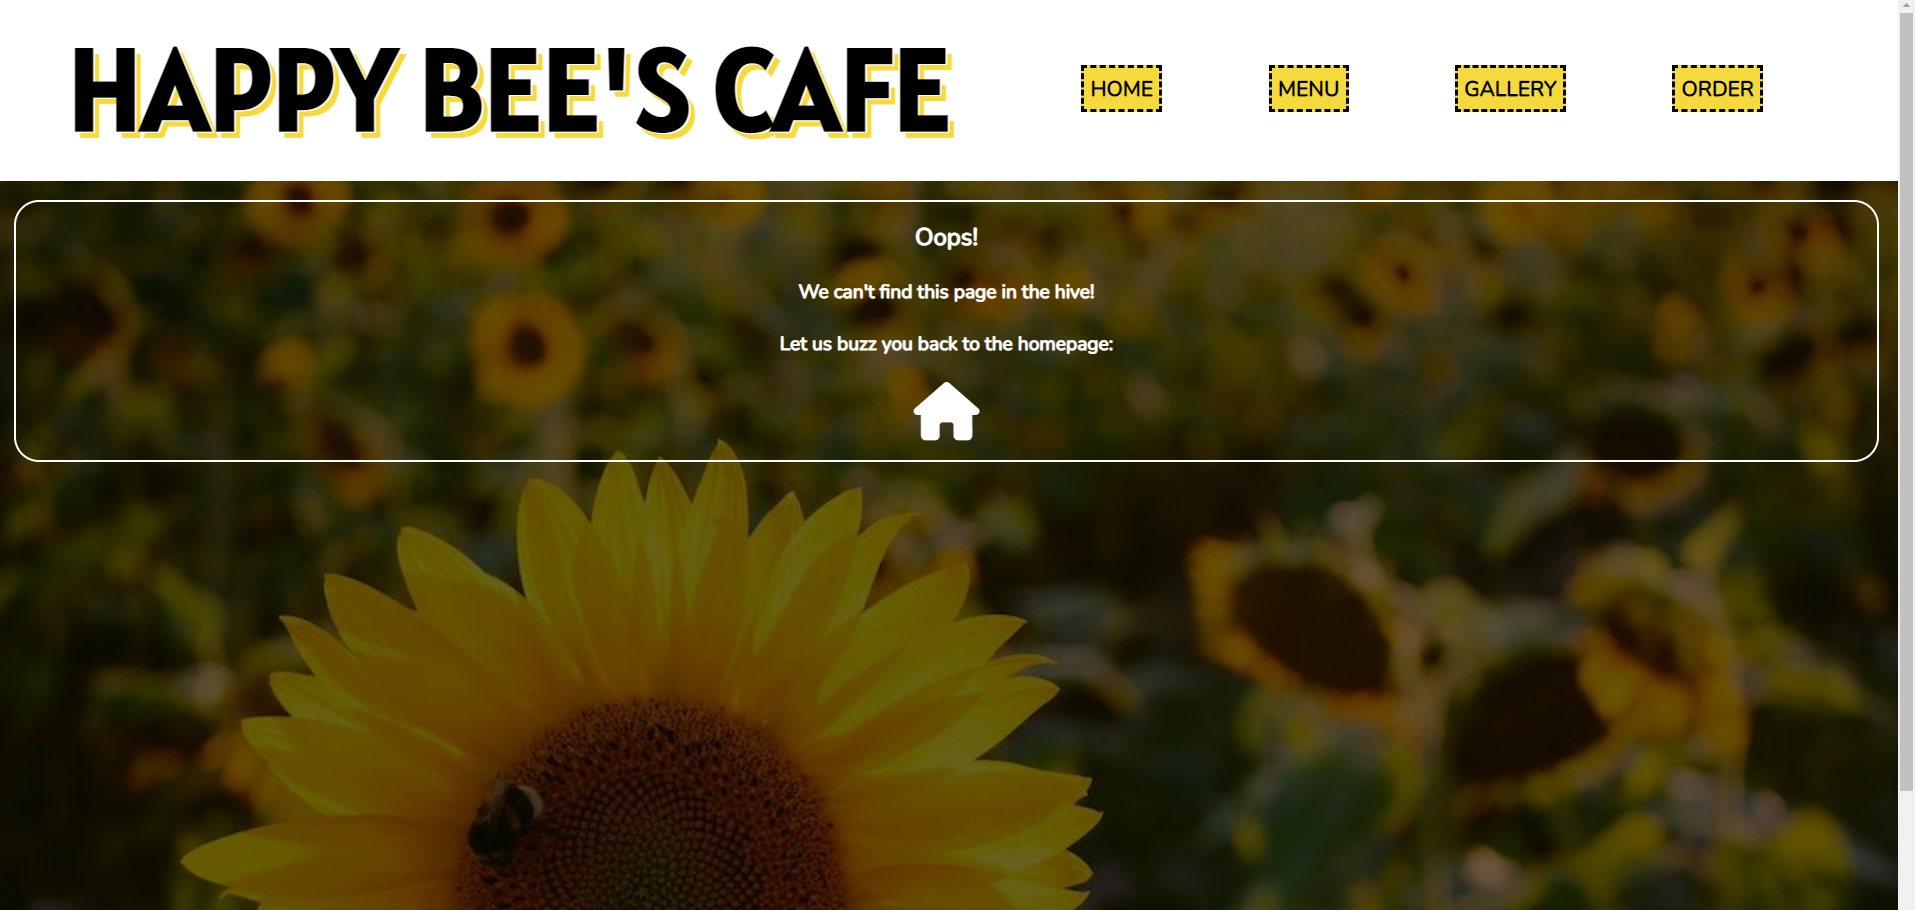 HAPPY BEE'S CAFE
HOME
MENU
GALLERY
ORDER
Oops!
We can't find this page in the hive!
Let us buzz you back to the homepage: